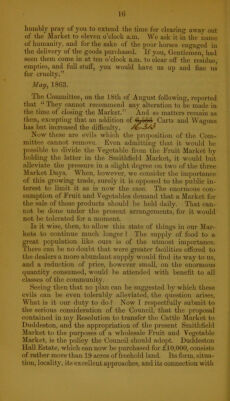 16
humbly pray of you to extend the time for clearing away out
of the Market to eleven o'clock a.m. We ask it in the name
of humanity, and for the sake of the poor horses engaged in
the delivery of the goods purchased. If you, Gentlemen, had
seen them come in at ten o'clock a.m. to clear off the residue,
empties, and full stuff, you would have us up and fine us
for cruelty."
May, 1863.
The Committee, on the 18th of August following, reported
that "They cannot recommend any alteration to be made in
the time of closing the Market." And as matters remain as
then, excepting that an addition of Carts and Wagons
has but increased the difficulty.
Now these are evils which the proposition of the Com-
mittee cannot remove. Even admitting that it would be
possible to divide the Vegetable from the Fruit Market by
holding the latter in the Smithfield Market, it would but
alleviate the pressure in a slight degree on two of the three
Market Days. When, however, we consider the importance
of this growing trade, surely it is opposed to the public in-
terest to limit it as is now the case. The enormous con-
sumption of Fruit and Vegetables demand that a Market for
the sale of those products should be held daily. That can-
not be done under the present arrangements, for it would
not be tolerated for a moment.
Is it wise, then, to allow this state of things in our Mar-
kets to continue much longer? The supply of food to a
great population like ours is of the utmost importance.
There can be no doubt that were greater facilities offered to
the dealers a more abundant supply would find its way to us,
and a reduction of price, however small, on the enormous
quantity consumed, would be attended with benefit to all
classes of the community.
Seeing then that no plan can be suggested by which these
evils can be even tolerably alleviated, the question arises,
What is it our duty to do? Now I respectfully submit to
the serious consideration of the Council, that the proposal
contained in my Resolution to transfer the Cattle Market to
Duddeston, and the appropriation of the present Smithfield
Market to the purposes of a wholesale Fruit and Vegetable
Market, is the policy the Council should adopt. Duddeston
Hall Estate, which can now be purchased for £10,000, consists
of rather more than 19 acres of freehold land. Its form, situa-
tion, locality, its excellent approaches, and its connection with